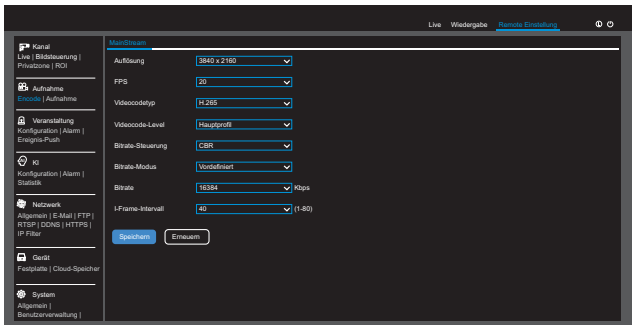 Live Wiedergabe Remote Einstellung
Kanal
Live | Bildsteuerung |
Privatzone | ROI
Aufnahme
Encode | Aufnahme
Veranstaltung
Konfiguration | Alarm |
Ereignis-Push
KI
Konfiguration | Alarm |
Statistik
Netzwerk
Allgemein | E-Mail | FTP |
RTSP | DDNS | HTTPS |
IP Filter
Gerät
Festplatte | Cloud-Speicher
System
Allgemein |
Benutzerverwaltung |
MainStream
Auflösung 3840 x 2160
FPS 20
Videocodetyp H.265
Videocode-Level Hauptprofil
Bitrate-Steuerung CBR
Bitrate-Modus Vordefiniert
Bitrate 16384 Kbps
I-Frame-Intervall 40 (1-80)
Speichern Erneuern